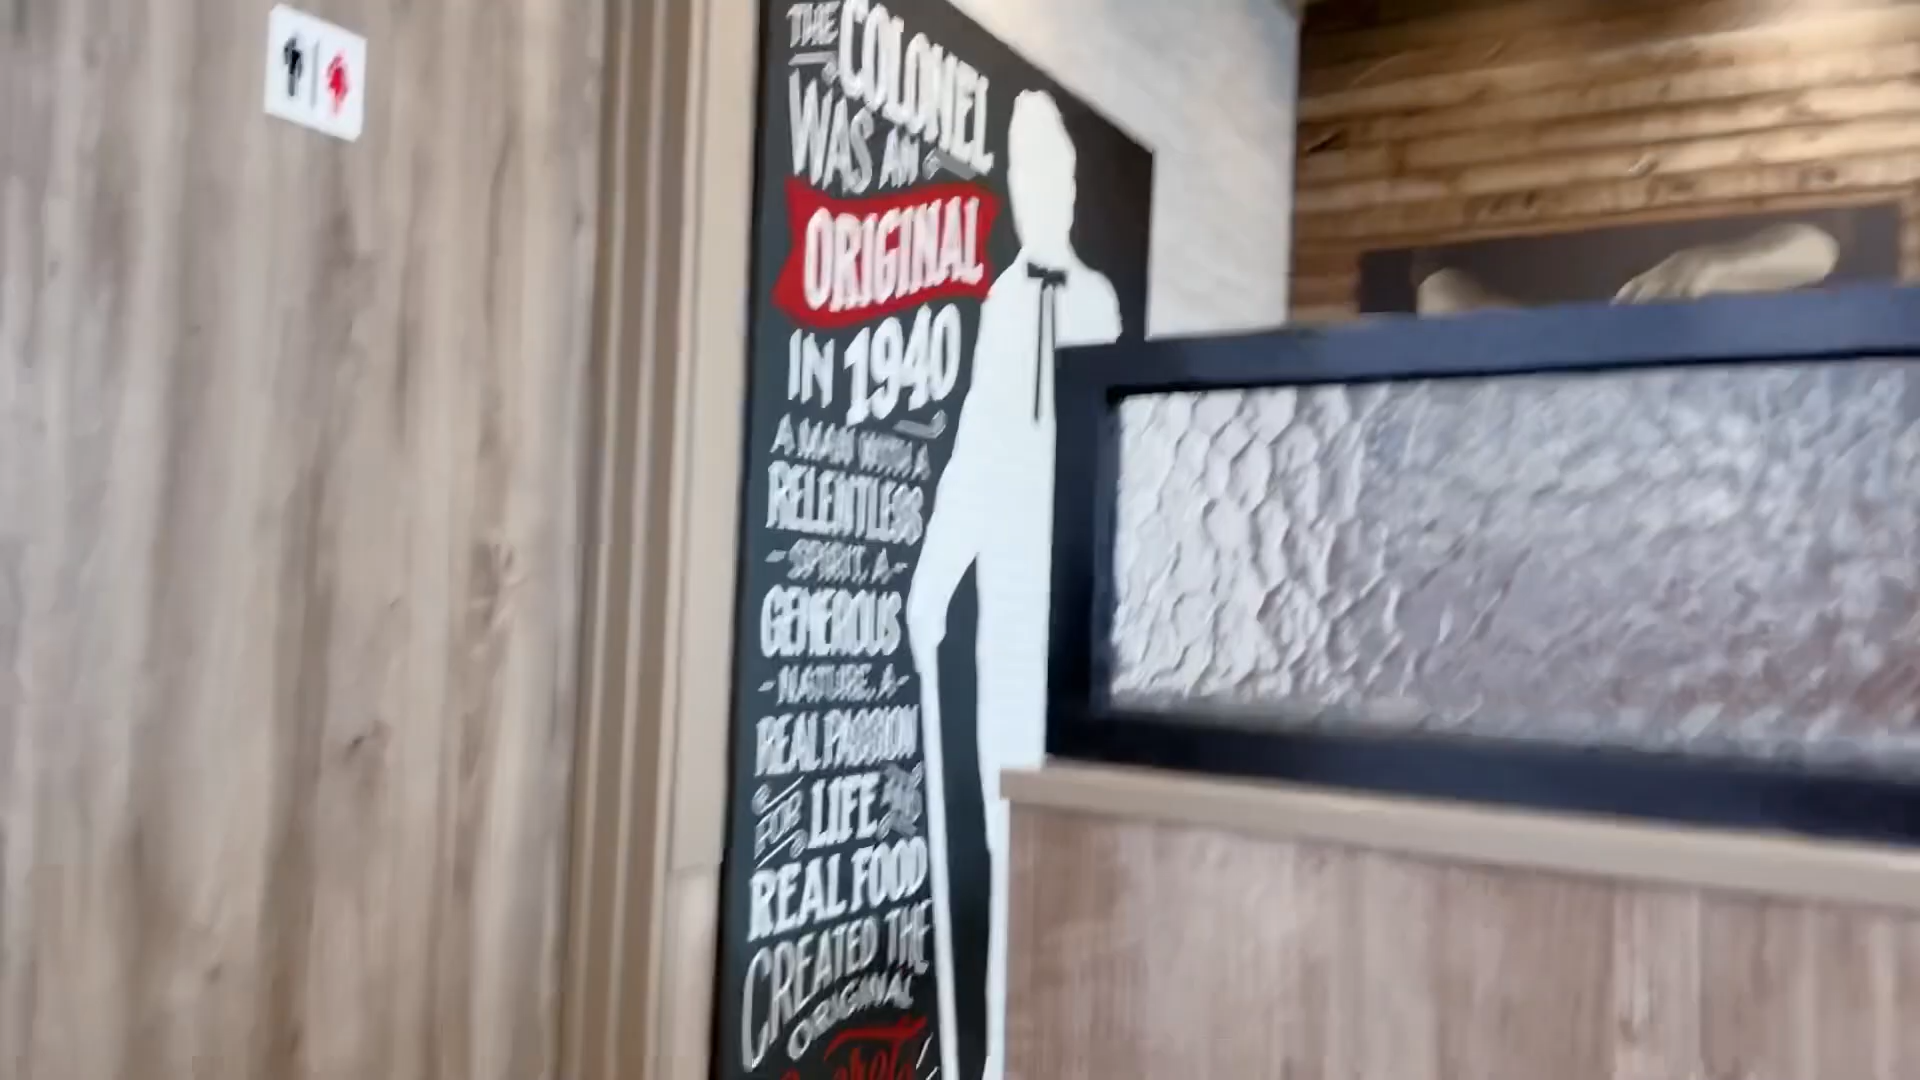 THE COLONEL
WAS AN
ORIGINAL
IN 1940
A MAN WITH A
RELENTLESS
- SPIRIT, A -
GENEROUS
- NATURE, A -
REAL PASSION
FOR LIFE &
REAL FOOD
CREATED THE
ORIGINAL